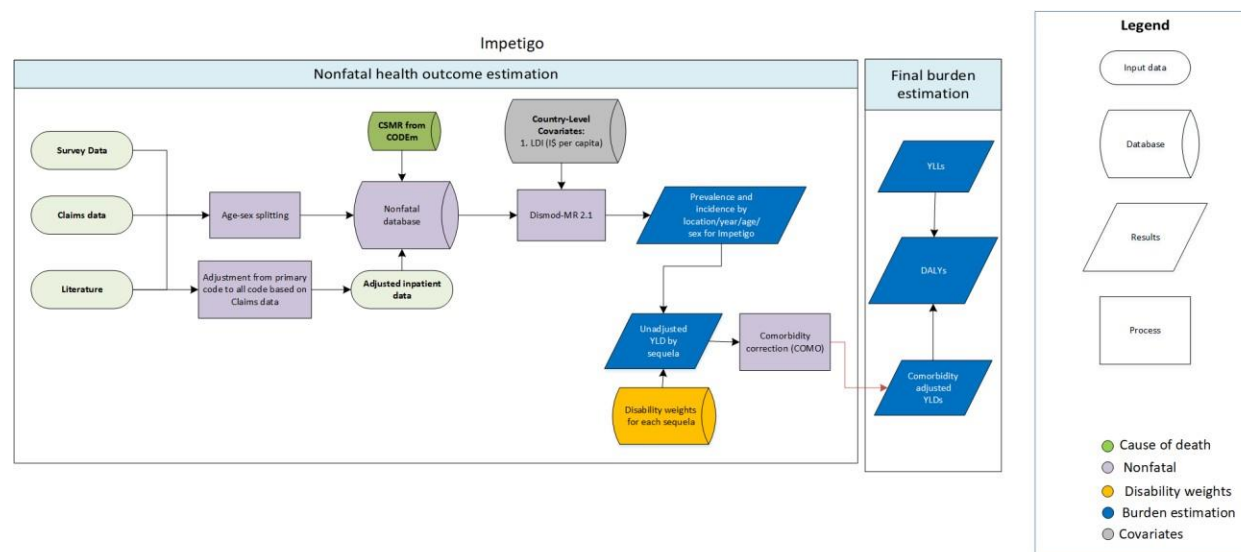 Impetigo
Nonfatal health outcome estimation
Final burden
estimation
Legend
Input data
Database
Results
Process
Cause of death
Nonfatal
Disability weights
Burden estimation
Covariates
Survey Data
Claims data
Literature
Age-sex splitting
Adjustment from primary
code to all code based on
Claims data
CSMR from
CODEm
Nonfatal
database
Adjusted inpatient
data
Country-Level
Covariates:
1. LDI (I$ per capita)
Dismod-MR 2.1
Prevalence and
incidence by
location/year/age/
sex for Impetigo
Unadjusted
YLD by
sequela
Disability weights
for each sequela
Comorbidity
correction (COMO)
YLLs
DALYs
Comorbidity
adjusted
YLDs